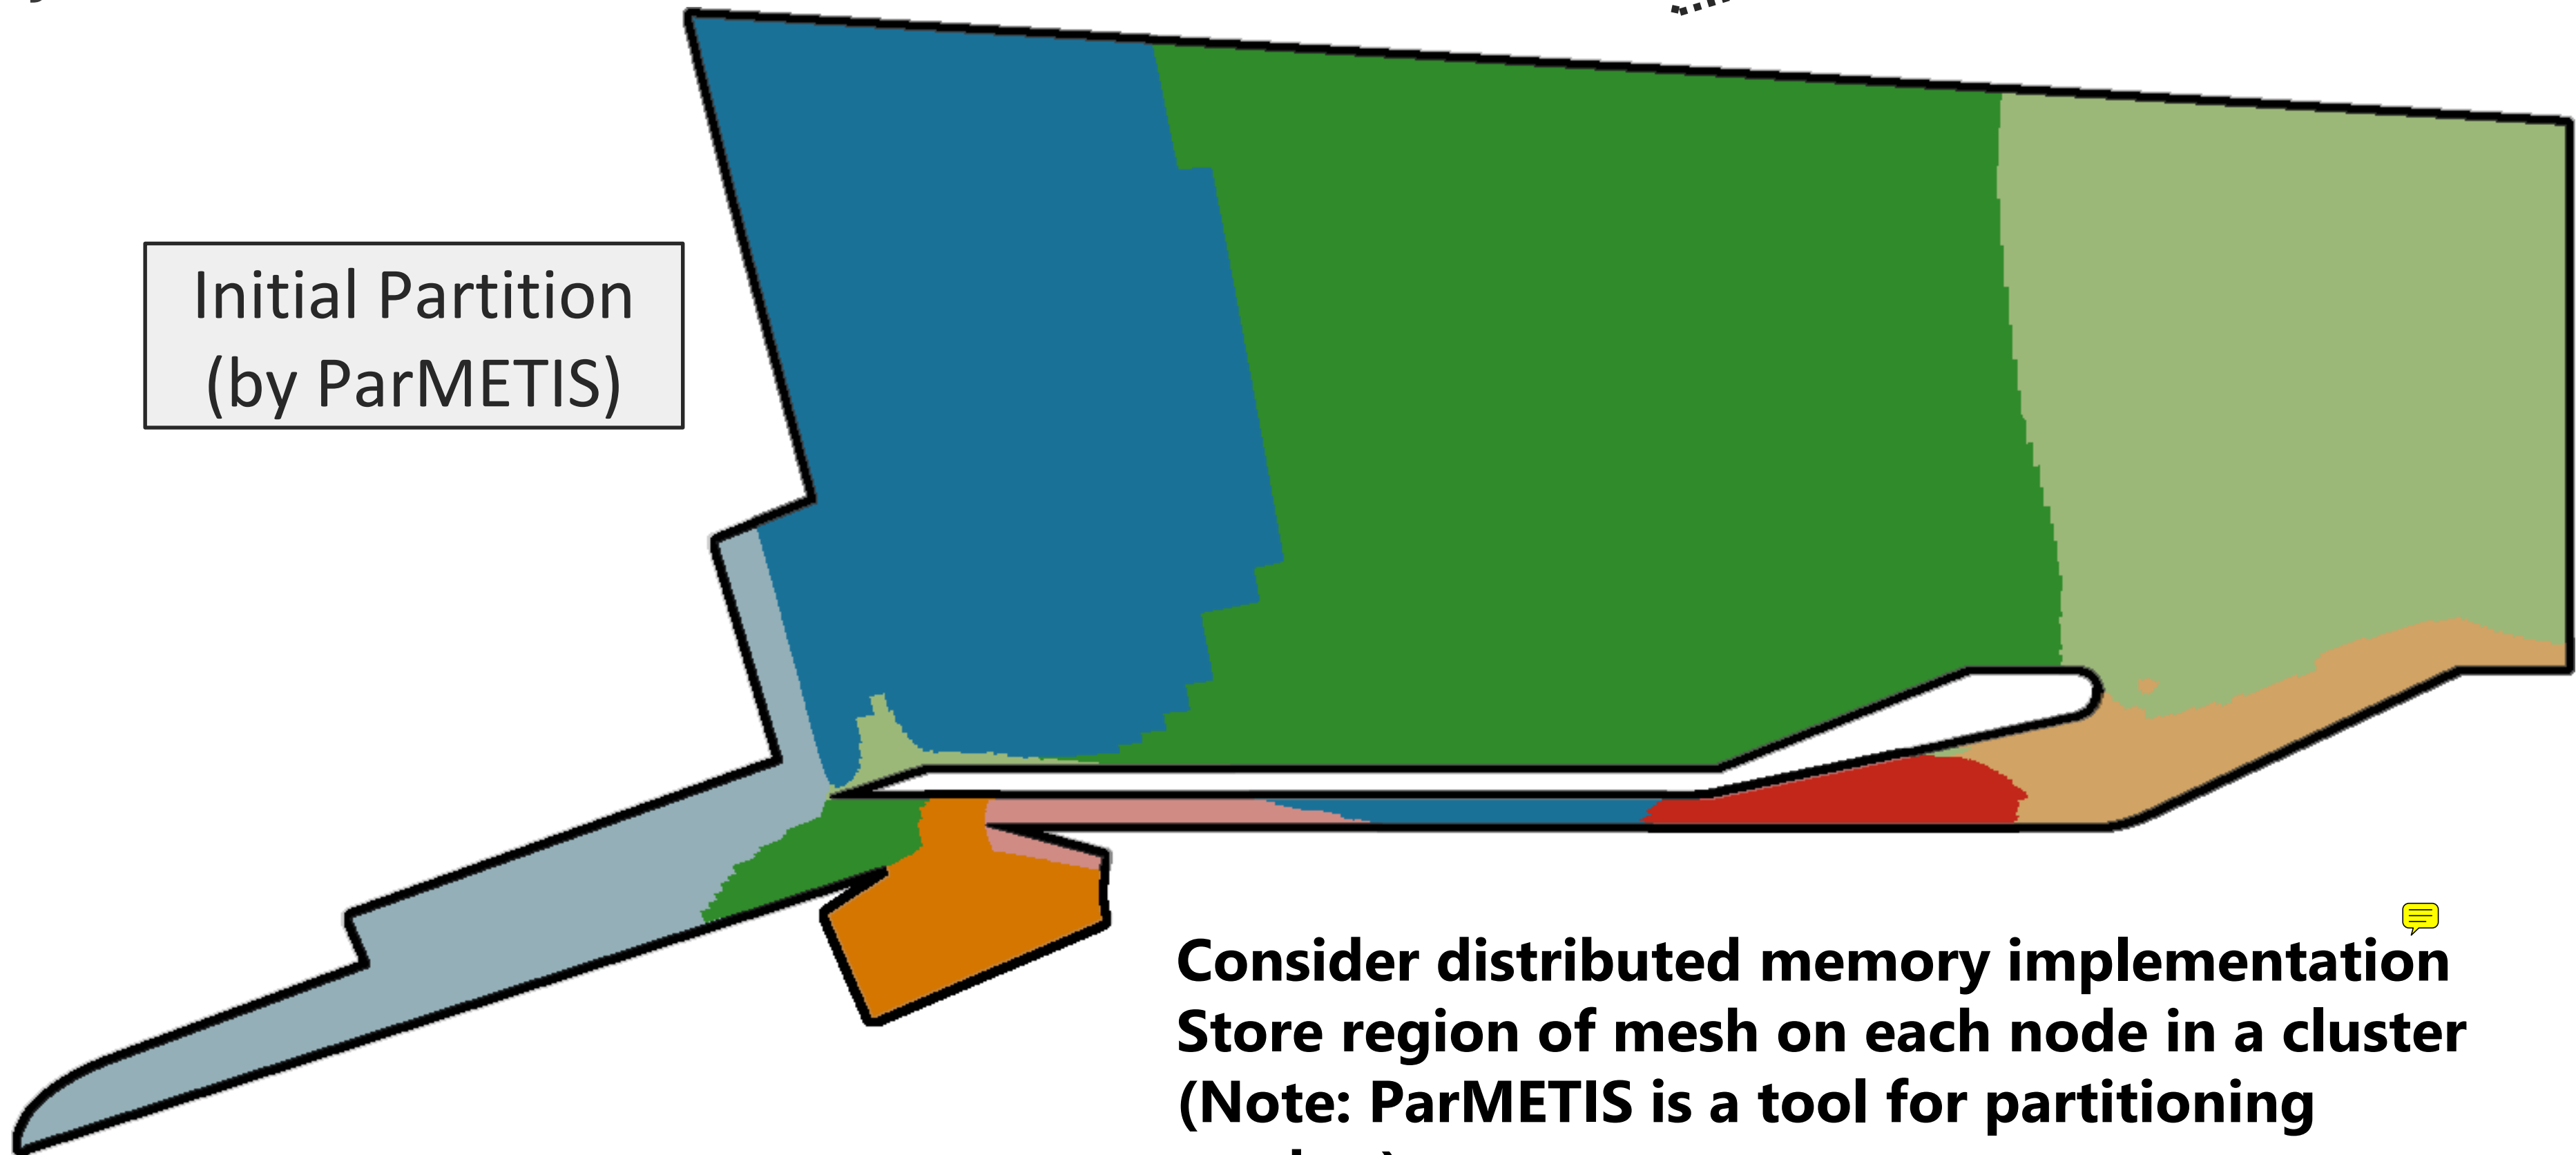 Initial Partition
(by ParMETIS)
Consider distributed memory implementation
Store region of mesh on each node in a cluster
(Note: ParMETIS is a tool for partitioning